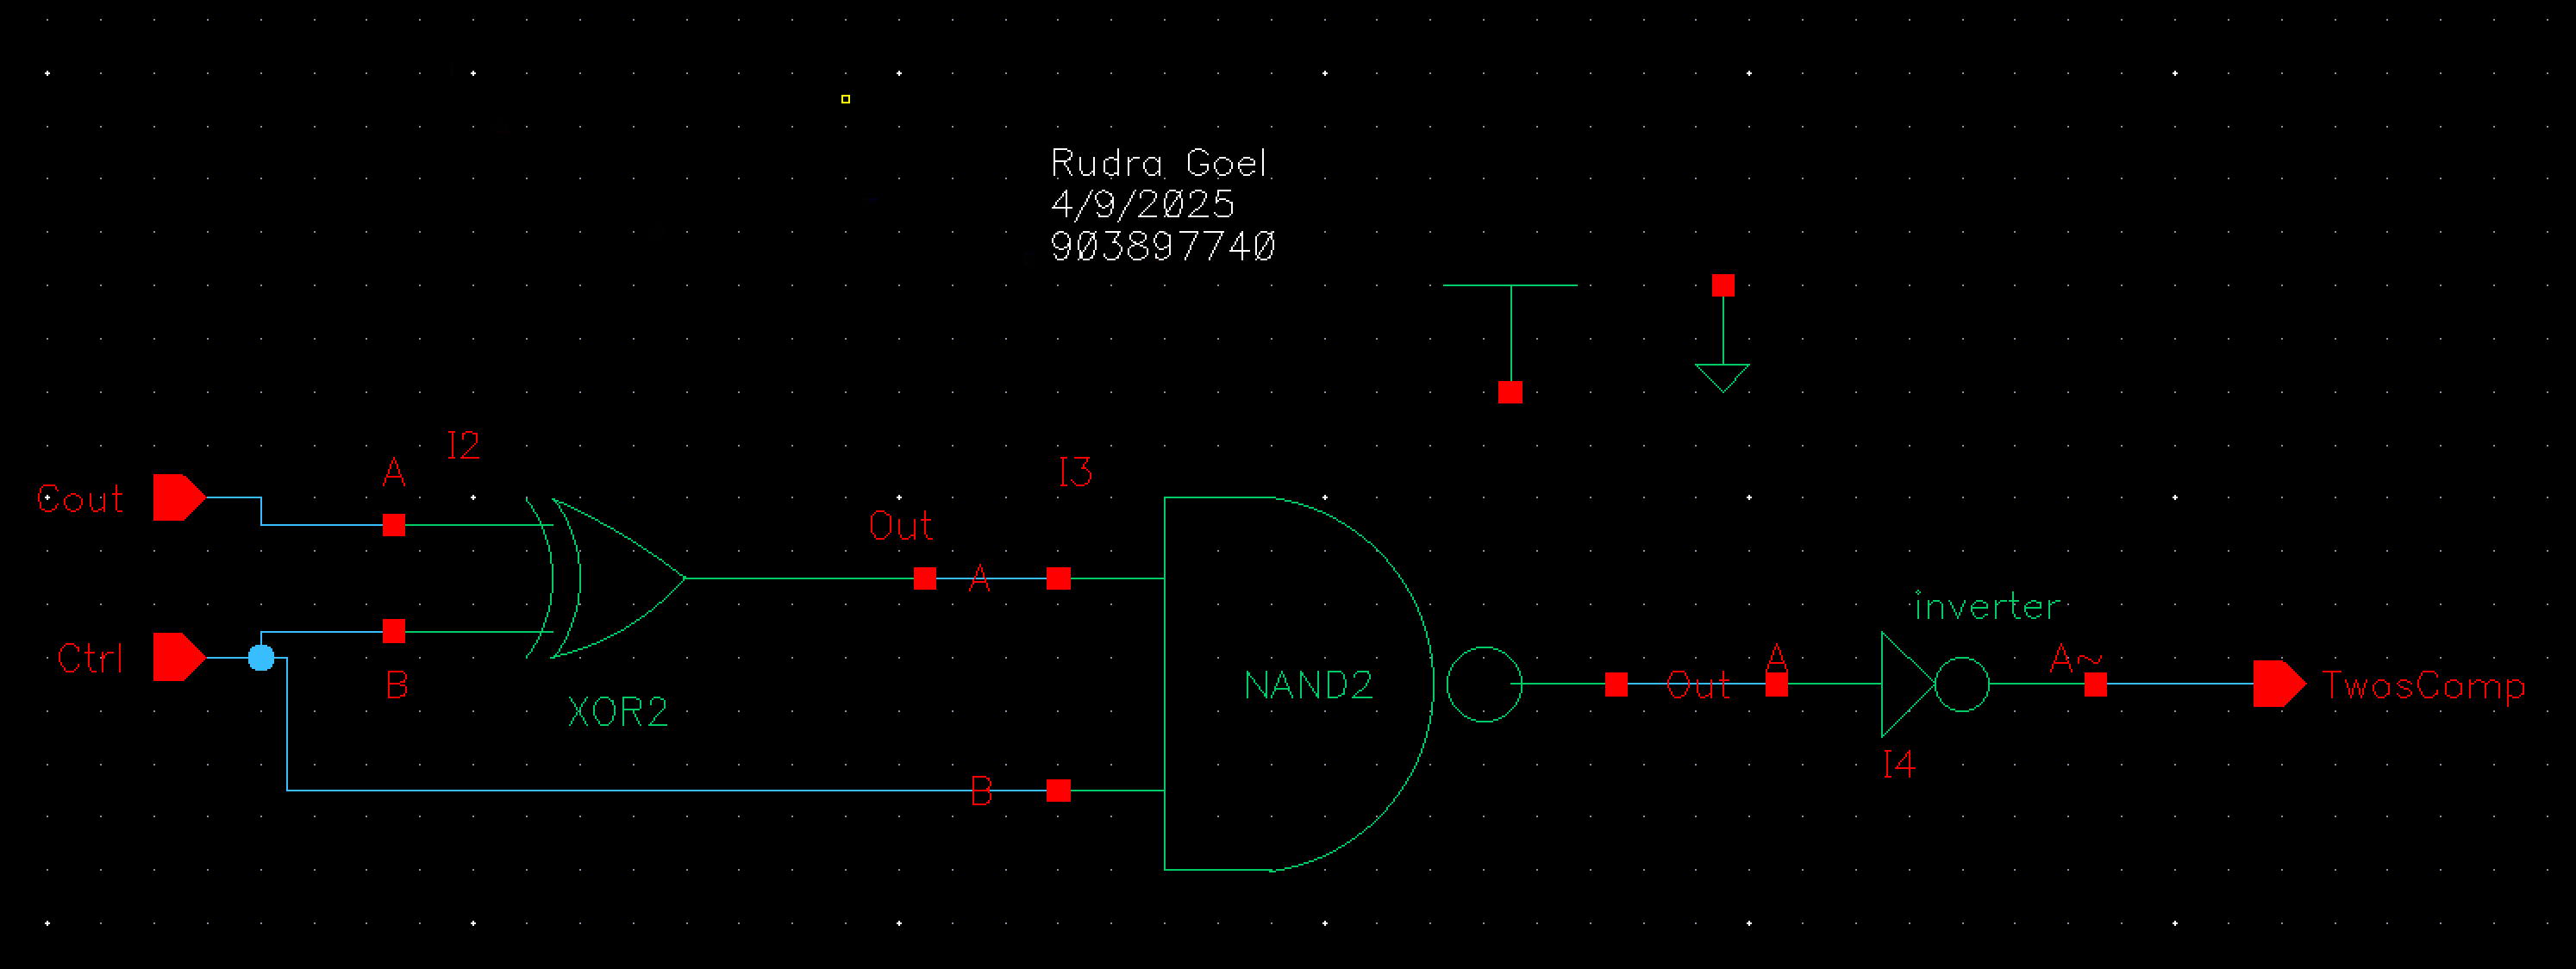 Rudra Goel
4/9/2025
903897740
I2
A
Cout
I3
Out
A
inverter
Ctrl
B
XOR2
NAND2
Out
A
A~
TwosComp
I4
B